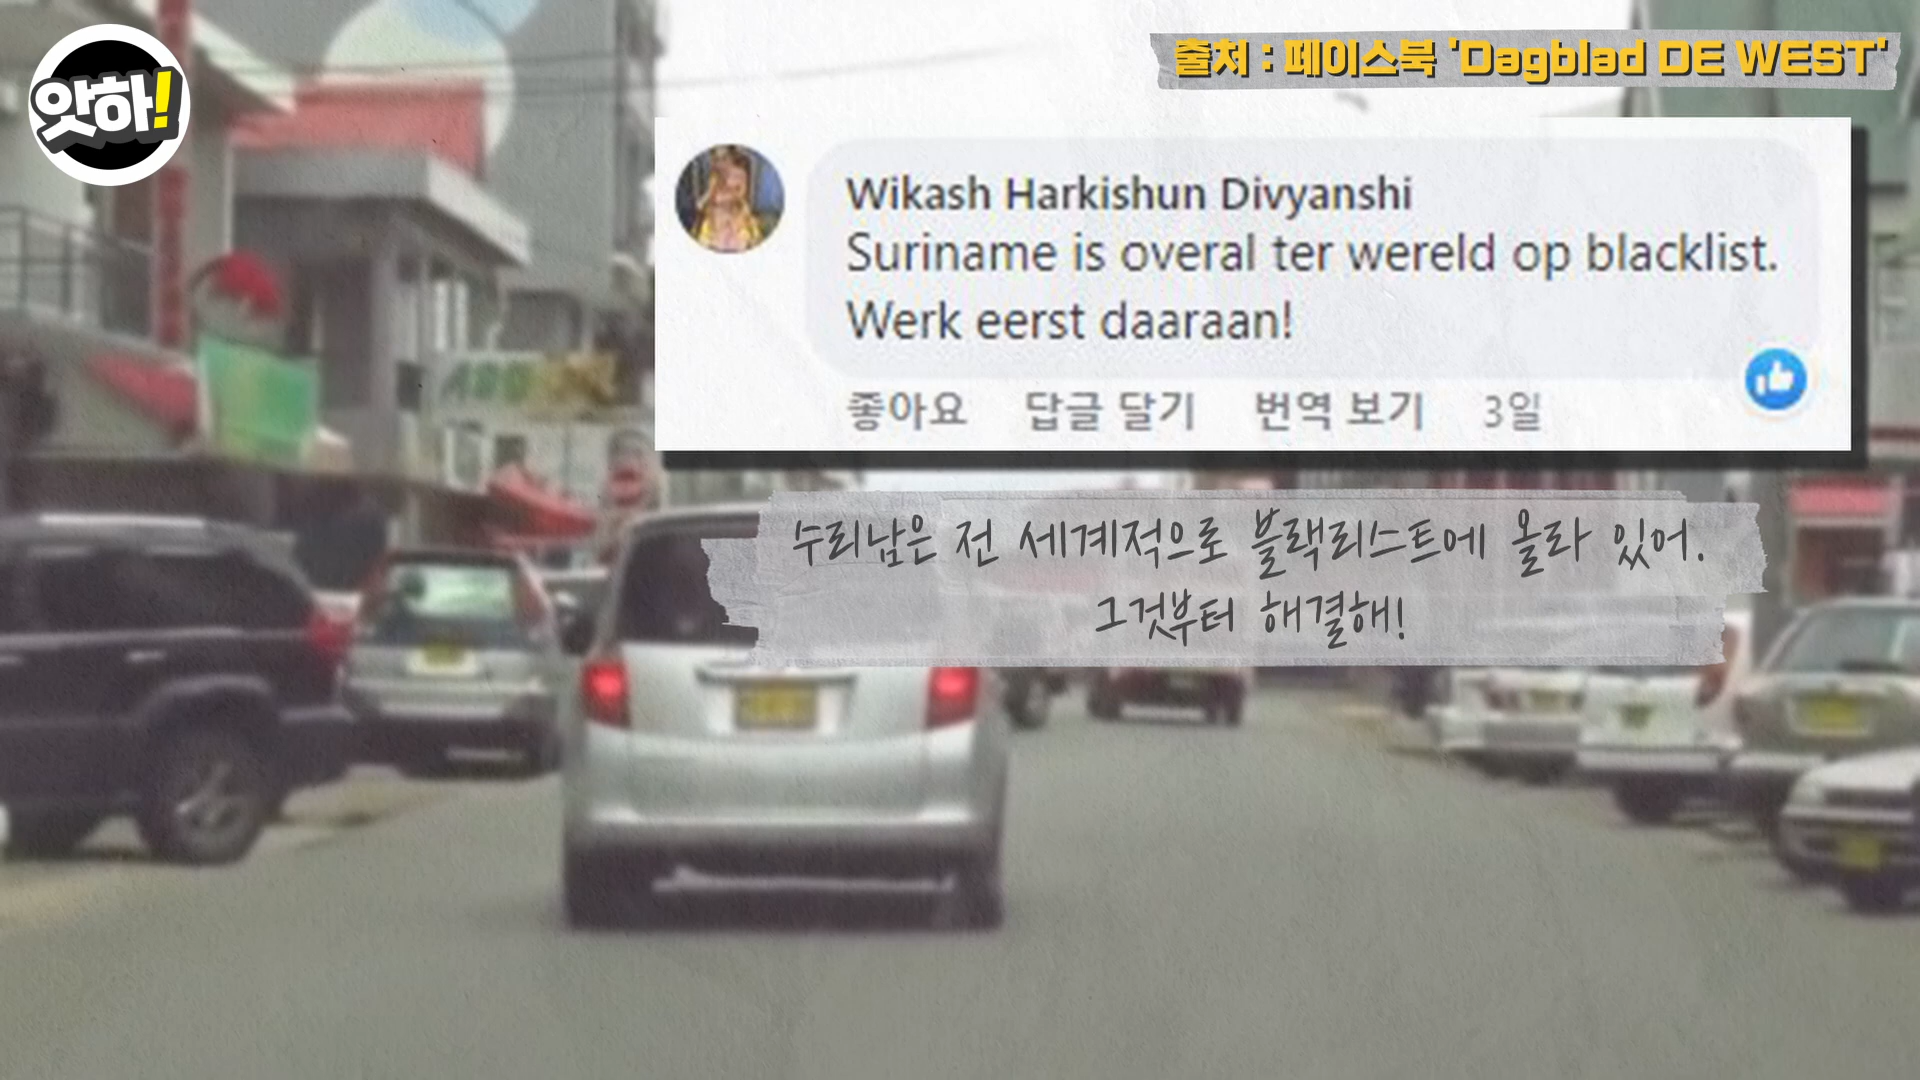 앗하!
출처 : 페이스북 'Dagblad DE WEST'
Wikash Harkishun Divyanshi
Suriname is overal ter wereld op blacklist.
Werk eerst daaraan!
좋아요 답글 달기 번역 보기 3일
수리남은 전 세계적으로 블랙리스트에 올라 있어.
그것부터 해결해!